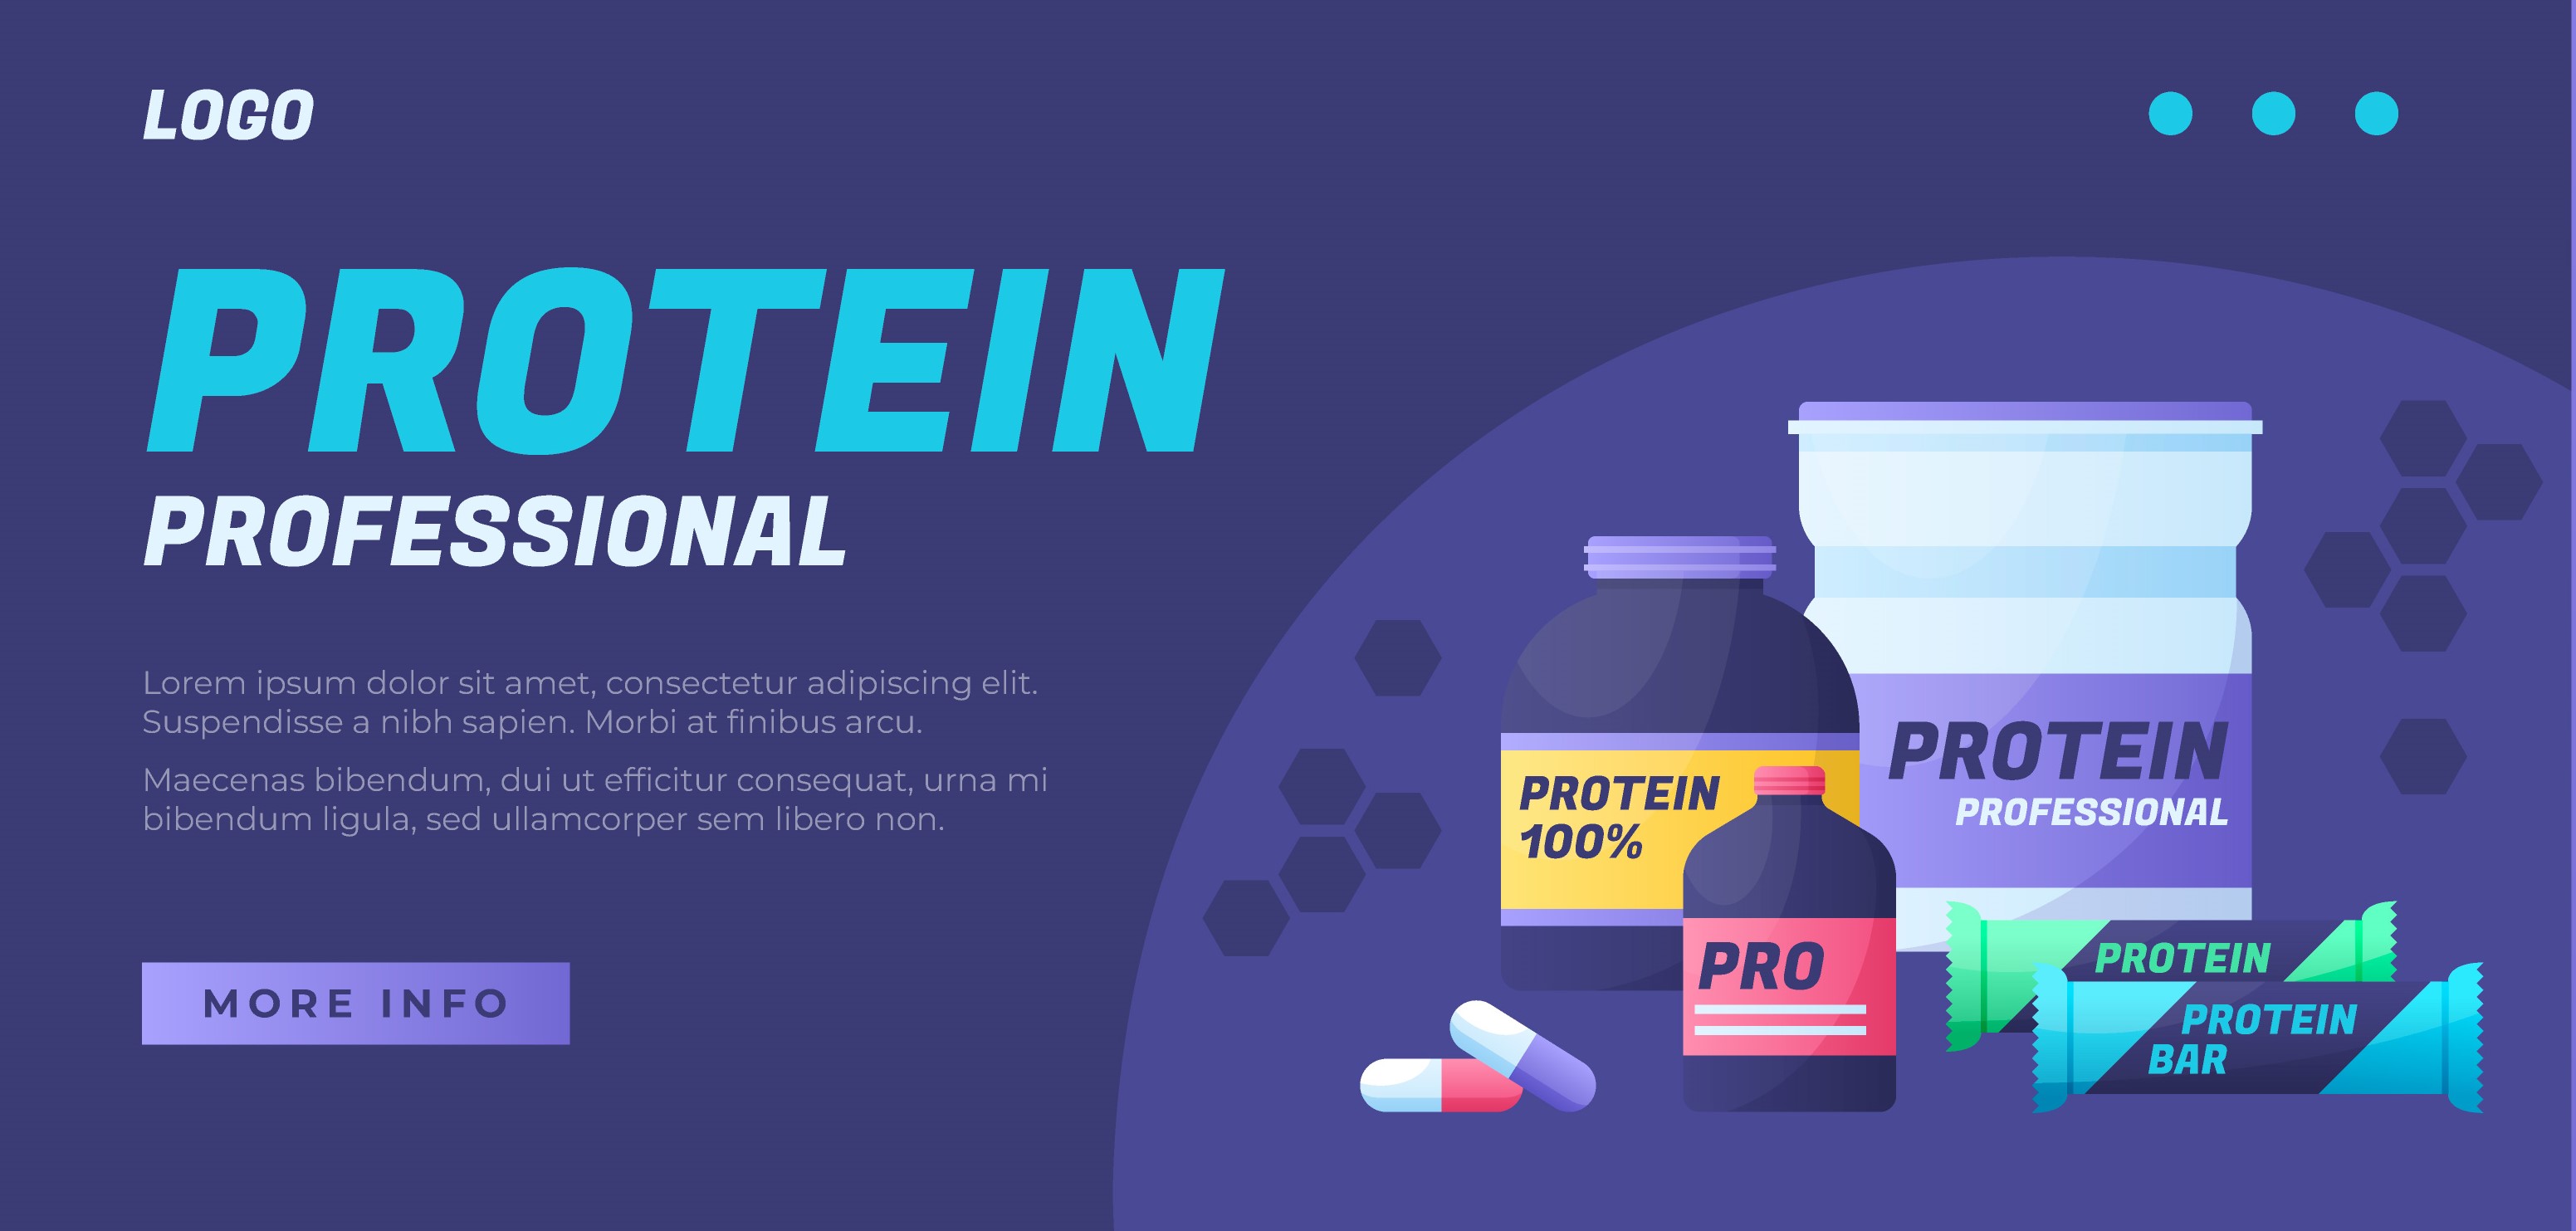 LOGO
PROTEIN
PROFESSIONAL
Lorem ipsum dolor sit amet, consectetur adipiscing elit.
Suspendisse a nibh sapien. Morbi at finibus arcu.
Maecenas bibendum, dui ut efficitur consequat, urna mi
bibendum ligula, sed ullamcorper sem libero non.
MORE INFO
PROTEIN
100%
PRO
PROTEIN
PROFESSIONAL
PROTEIN
PROTEIN
BAR